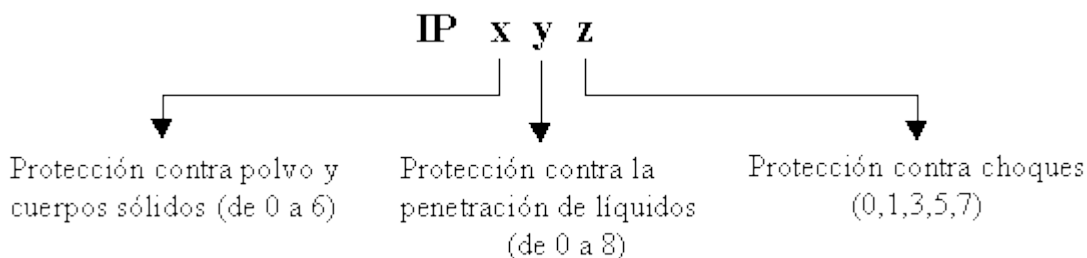 IP x y z
Protección contra polvo y
cuerpos sólidos (de 0 a 6)
Protección contra la
penetración de líquidos
(de 0 a 8)
Protección contra choques
(0,1,3,5,7)